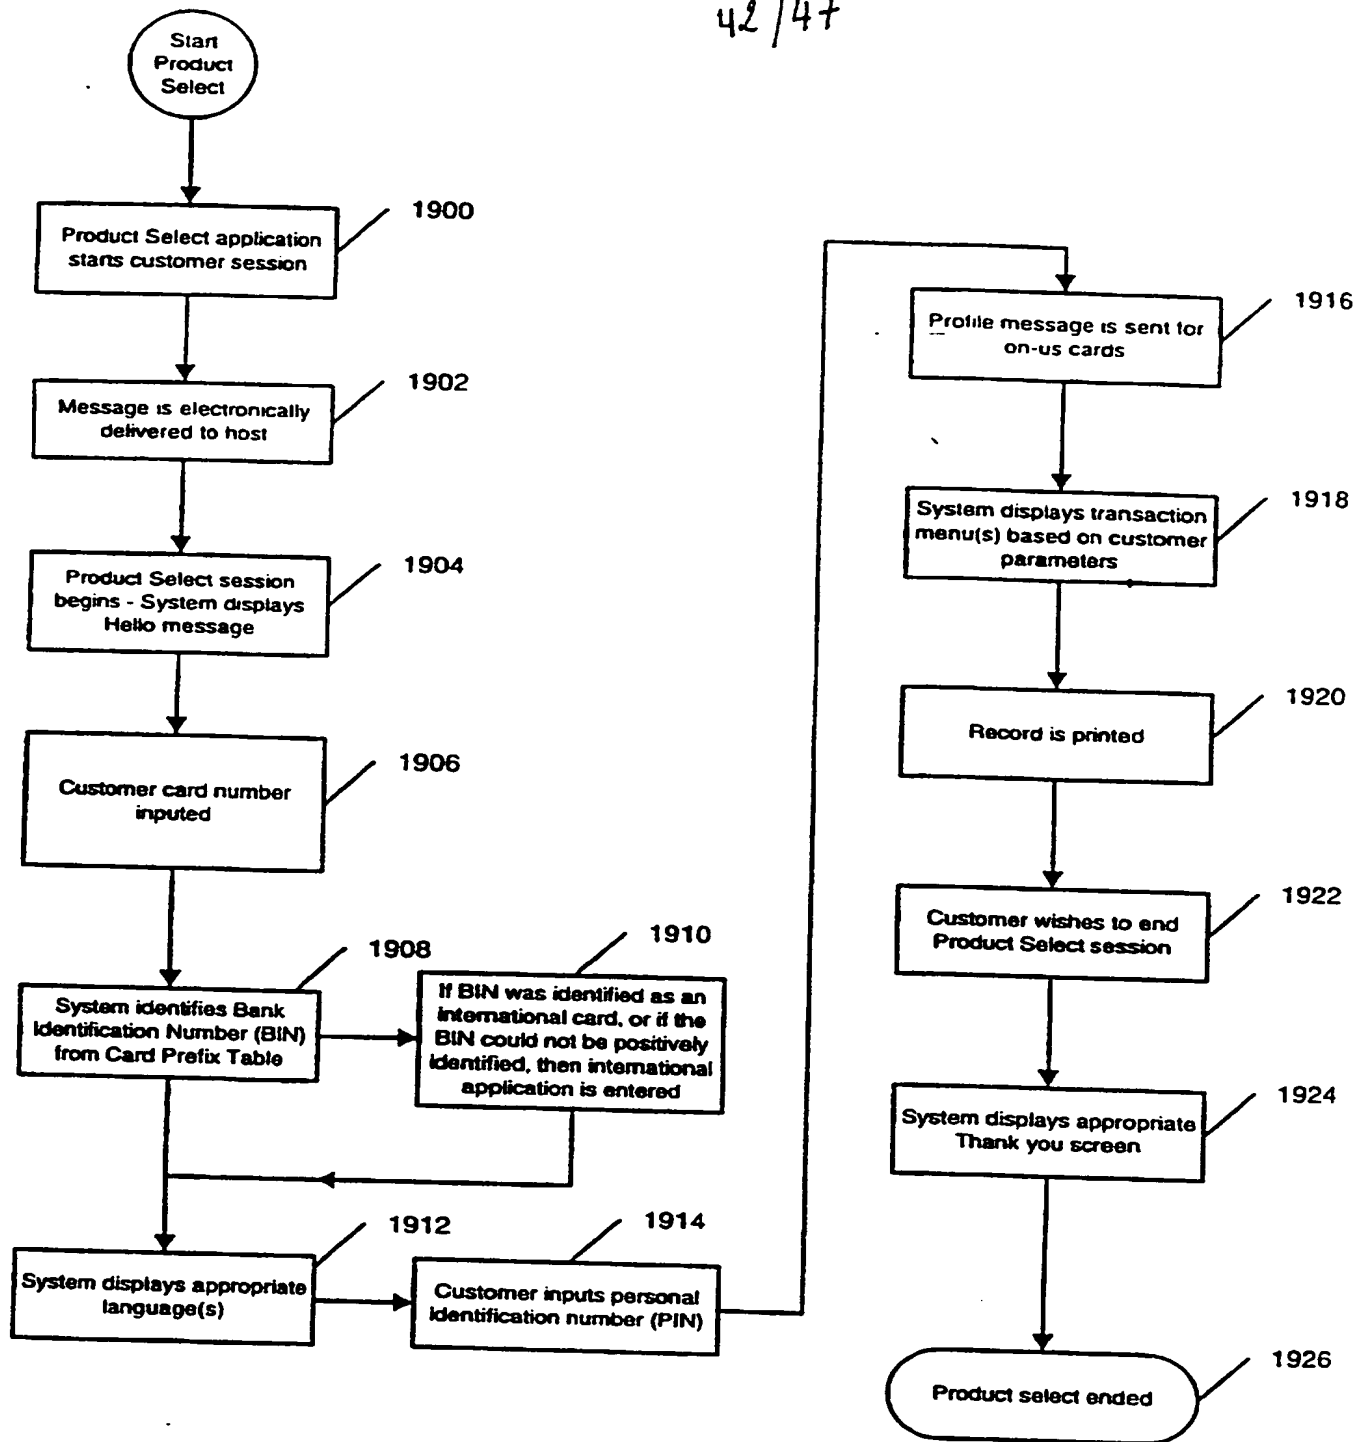 42/47
Start
Product
Select
1900
Product Select application
starts customer session
1902
Message is electronically
delivered to host
1904
Product Select session
begins - System displays
Hello message
1906
Customer card number
inputed
1908
System identifies Bank
Identification Number (BIN)
from Card Prefix Table
1910
If BIN was identified as an
international card, or if the
BIN could not be positively
identified, then international
application is entered
1912
System displays appropriate
language(s)
1914
Customer inputs personal
identification number (PIN)
1916
Profile message is sent for
on-us cards
1918
System displays transaction
menu(s) based on customer
parameters
1920
Record is printed
1922
Customer wishes to end
Product Select session
1924
System displays appropriate
Thank you screen
1926
Product select ended